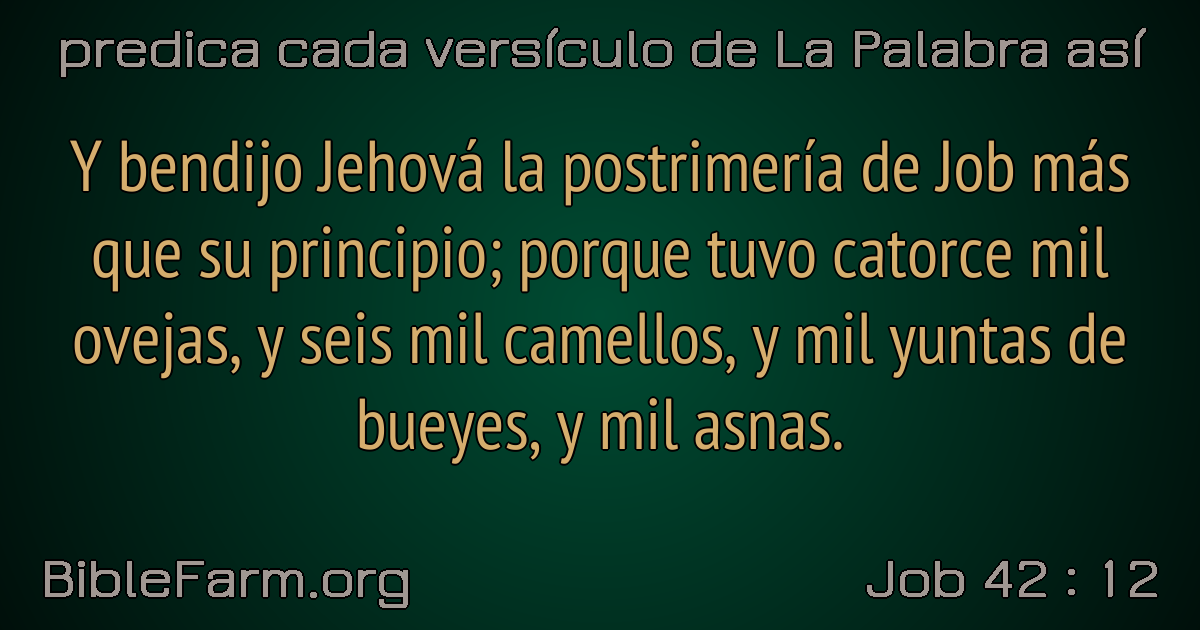 predica cada versículo de La Palabra así
Y bendijo Jehová la postrimería de Job más
que su principio; porque tuvo catorce mil
ovejas, y seis mil camellos, y mil yuntas de
bueyes, y mil asnas.
BibleFarm.org
Job 42 : 12